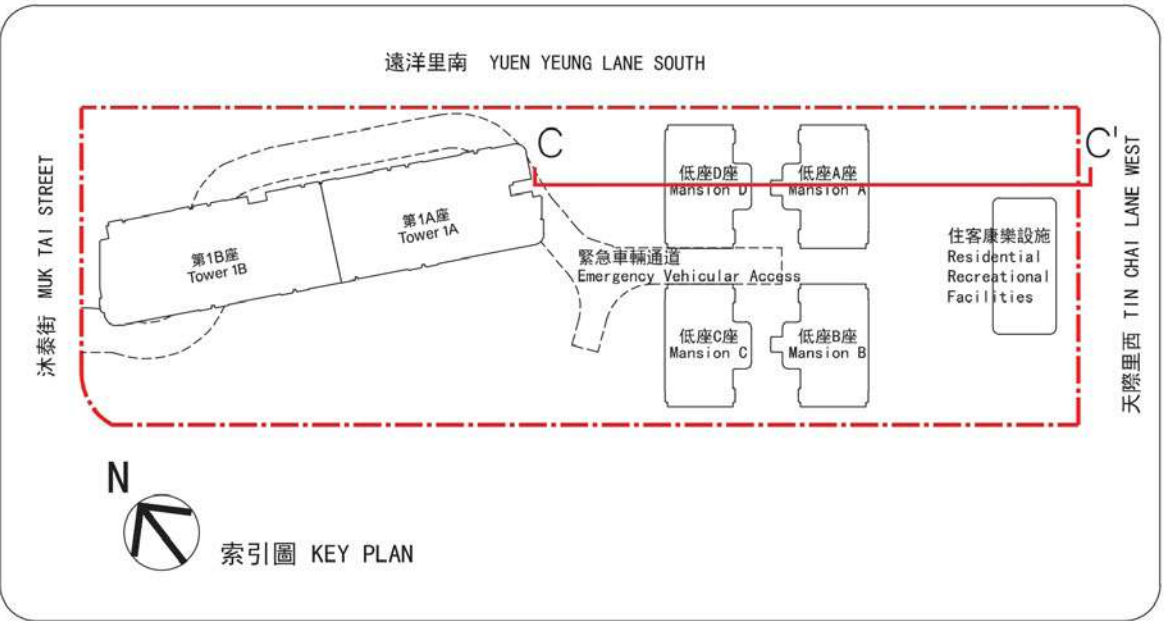 遠洋里南 YUEN YEUNG LANE SOUTH
沐泰街 MUK TAI STREET
C
C'
天際里西 TIN CHAI LANE WEST
低座D座
Mansion D
低座A座
Mansion A
第1A座
Tower 1A
第1B座
Tower 1B
緊急車輛通道
Emergency Vehicular Access
住客康樂設施
Residential
Recreational
Facilities
低座C座
Mansion C
低座B座
Mansion B
N
索引圖 KEY PLAN